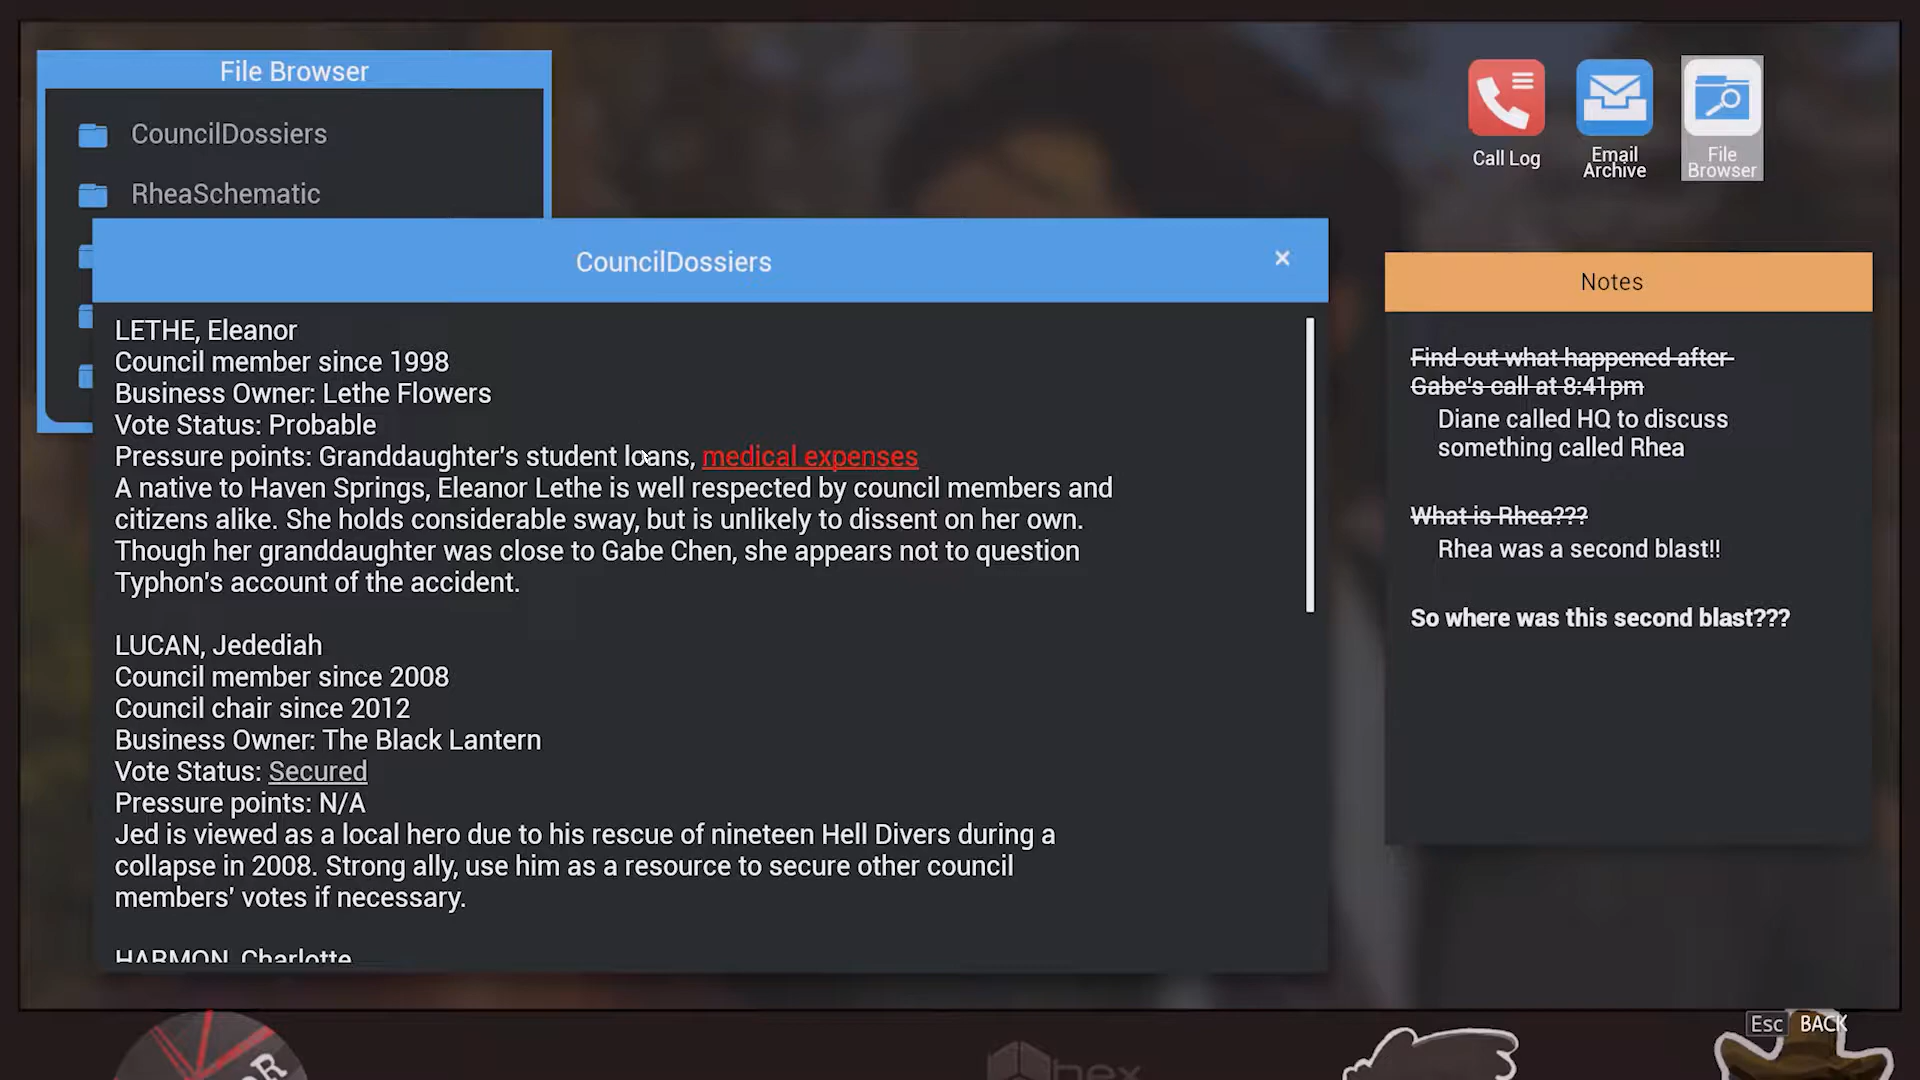 File Browser
CouncilDossiers
RheaSchematic
Call Log
Email
Archive
File
Browser
CouncilDossiers
×
LETHE, Eleanor
Council member since 1998
Business Owner: Lethe Flowers
Vote Status: Probable
Pressure points: Granddaughter's student loans, medical expenses
A native to Haven Springs, Eleanor Lethe is well respected by council members and
citizens alike. She holds considerable sway, but is unlikely to dissent on her own.
Though her granddaughter was close to Gabe Chen, she appears not to question
Typhon's account of the accident.
LUCAN, Jedediah
Council member since 2008
Council chair since 2012
Business Owner: The Black Lantern
Vote Status: Secured
Pressure points: N/A
Jed is viewed as a local hero due to his rescue of nineteen Hell Divers during a
collapse in 2008. Strong ally, use him as a resource to secure other council
members' votes if necessary.
HARMON, Charlotte
Notes
Find out what happened after
Gabe's call at 8:41pm
Diane called HQ to discuss
something called Rhea
What is Rhea???
Rhea was a second blast!!
So where was this second blast???
Esc BACK
hex